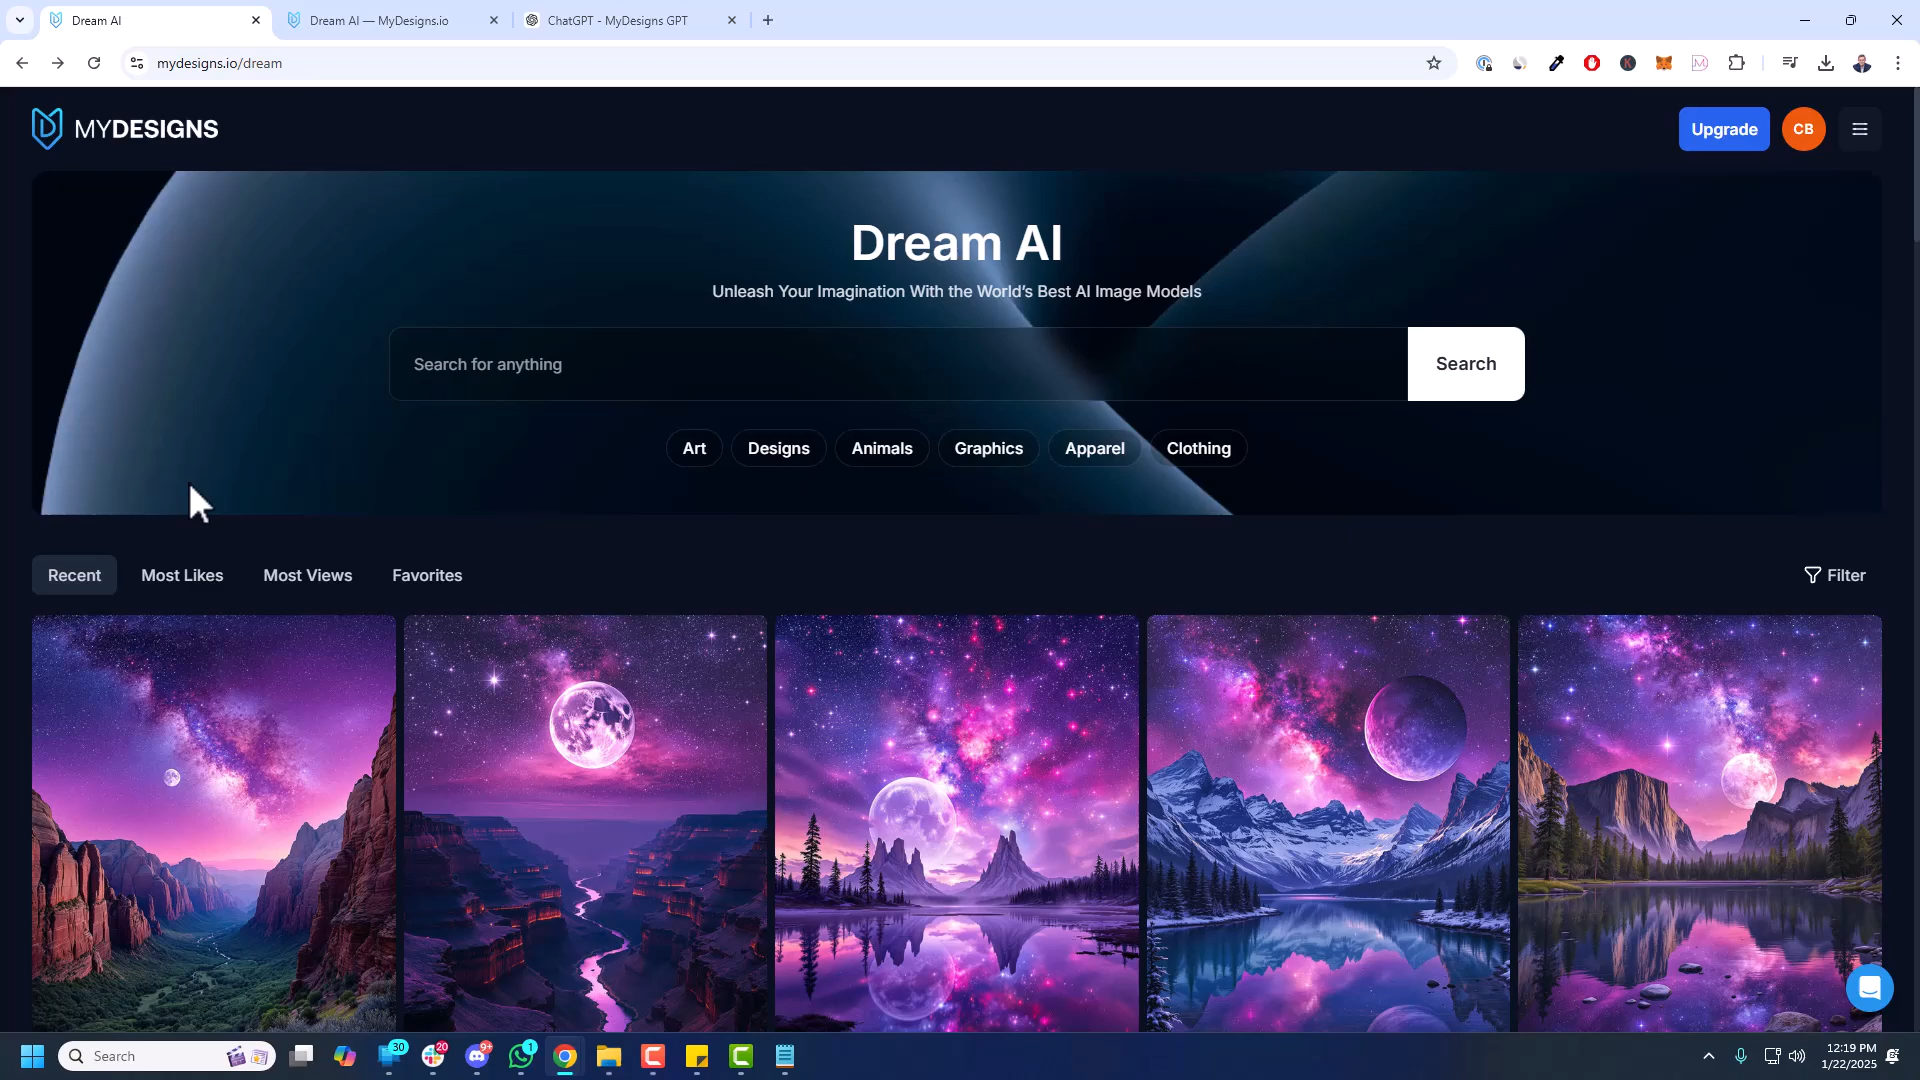 Dream AI
Dream AI — MyDesigns.io
ChatGPT - MyDesigns GPT
mydesigns.io/dream
MYDESIGNS
Upgrade
CB
Dream AI
Unleash Your Imagination With the World's Best AI Image Models
Search for anything
Search
Art
Designs
Animals
Graphics
Apparel
Clothing
Recent
Most Likes
Most Views
Favorites
Filter
Search
30
20
9+
1
12:19 PM
1/22/2025